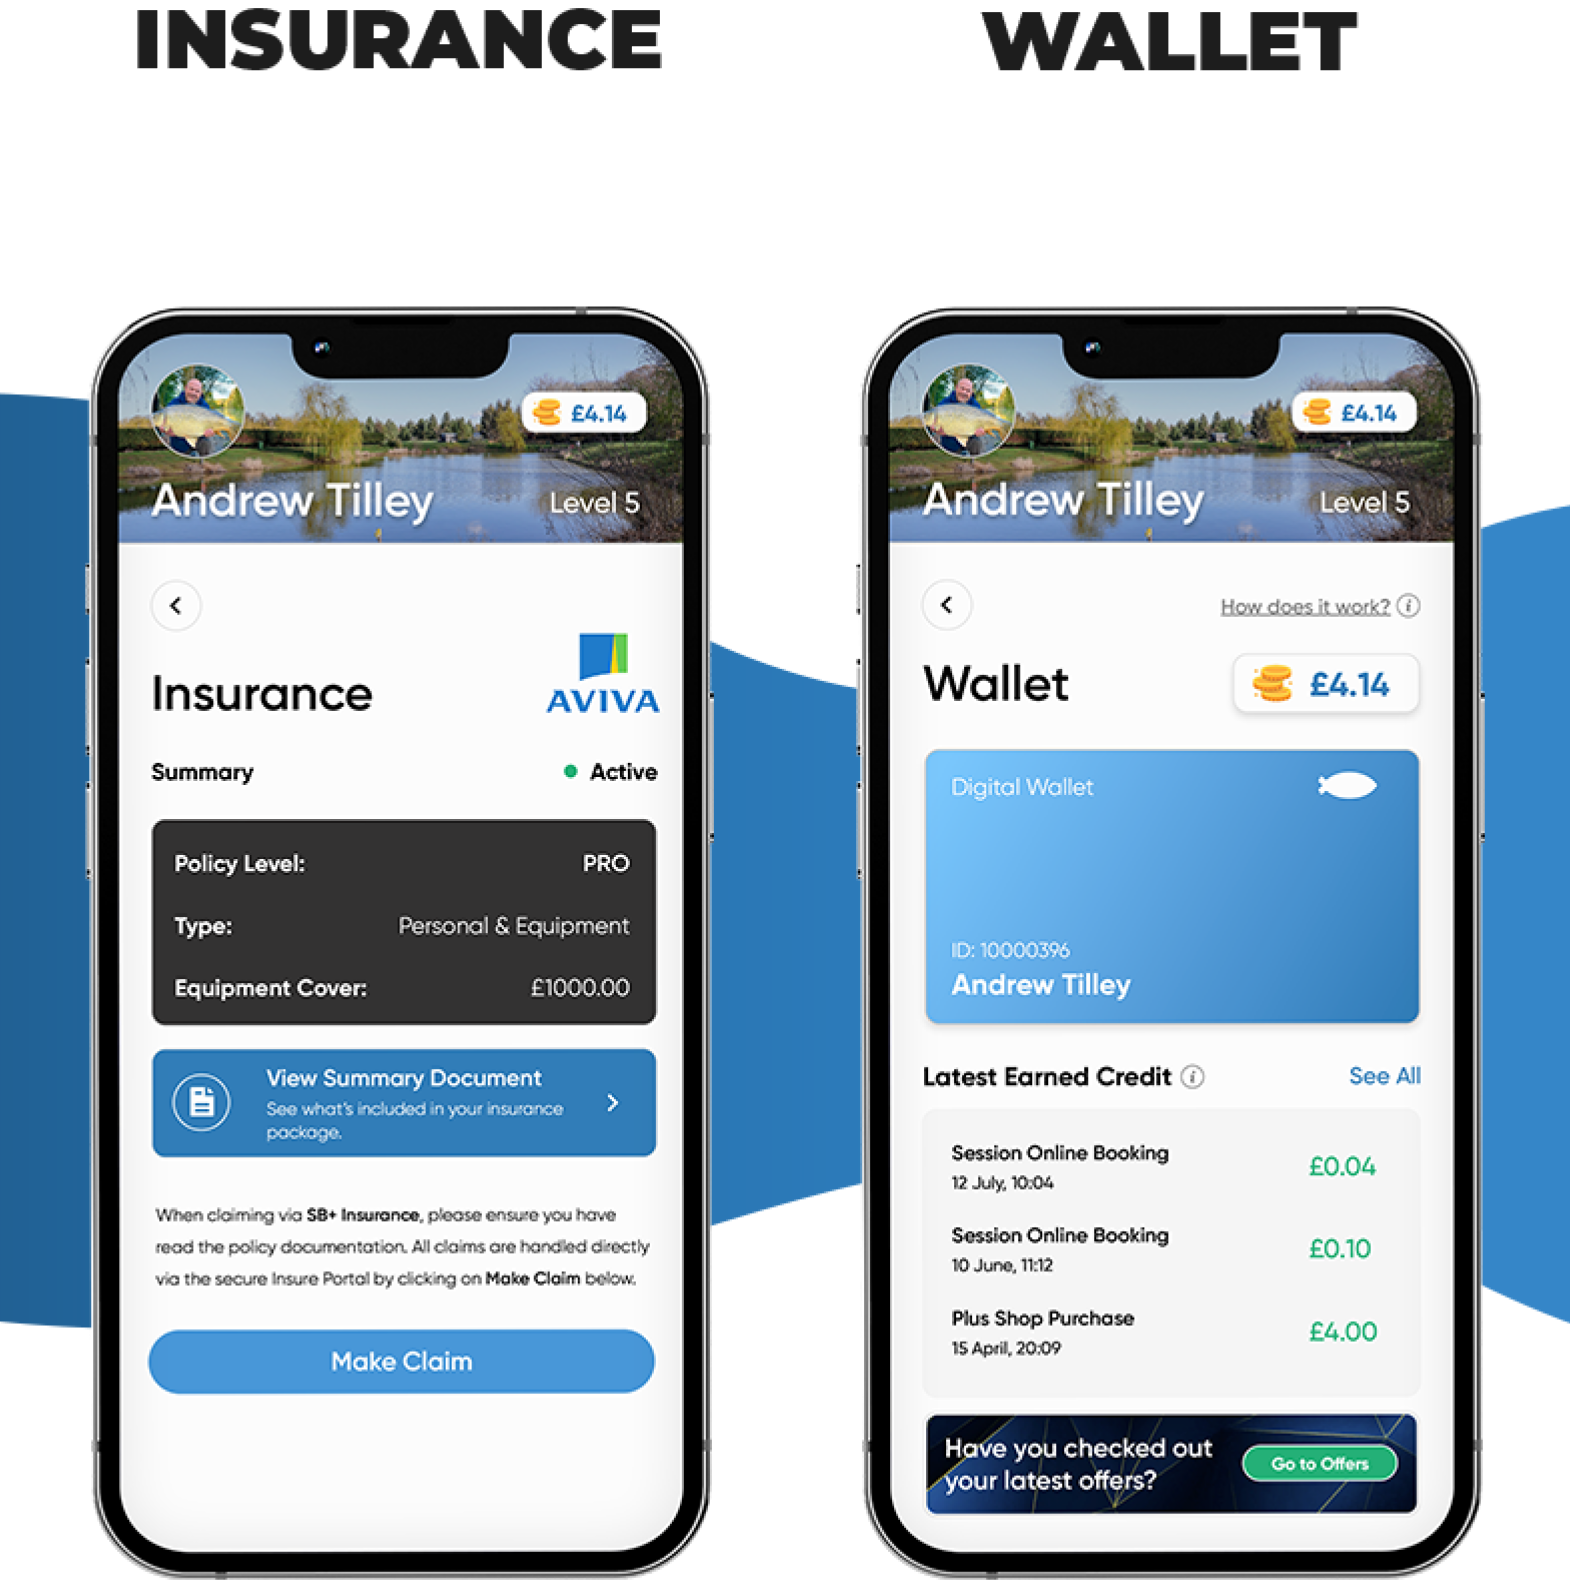 INSURANCE
WALLET
£4.14
Andrew Tilley
Level 5
Insurance
AVIVA
Summary
Active
Policy Level:
PRO
Type:
Personal & Equipment
Equipment Cover:
£1000.00
View Summary Document
See what's included in your insurance
package.
When claiming via SB+ Insurance, please ensure you have
read the policy documentation. All claims are handled directly
via the secure Insure Portal by clicking on Make Claim below.
Make Claim
£4.14
Andrew Tilley
Level 5
How does it work? i
Wallet
£4.14
Digital Wallet
ID: 10000396
Andrew Tilley
Latest Earned Credit i
See All
Session Online Booking
12 July, 10:04
£0.04
Session Online Booking
10 June, 11:12
£0.10
Plus Shop Purchase
15 April, 20:09
£4.00
Have you checked out
your latest offers?
Go to Offers